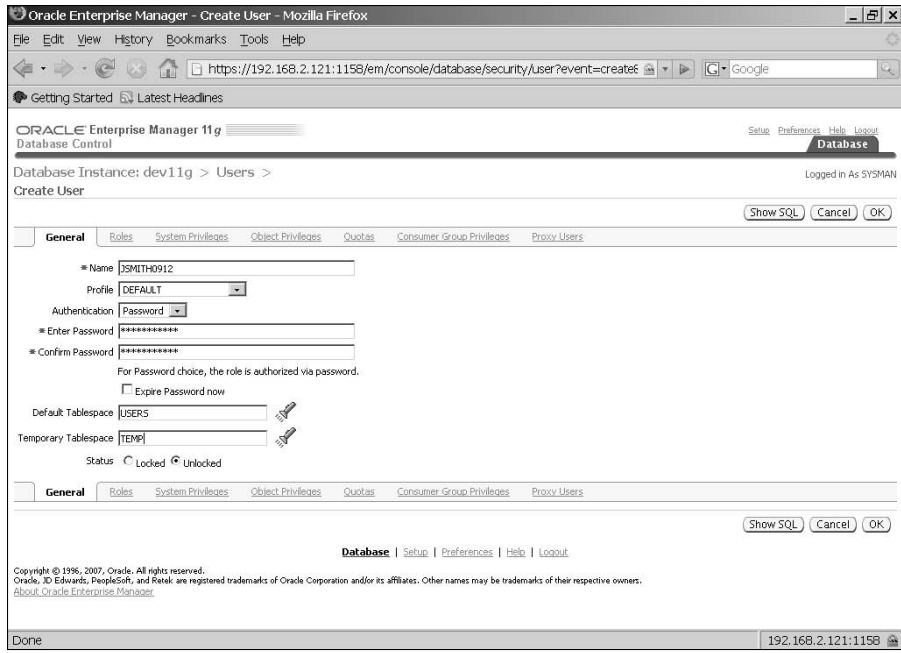 Oracle Enterprise Manager - Create User - Mozilla Firefox
File Edit View History Bookmarks Tools Help
https://192.168.2.121:1158/em/console/database/security/user?event=create
G Google
Getting Started Latest Headlines
ORACLE Enterprise Manager 11g
Database Control
Setup Preferences Help Logout
Database
Database Instance: dev11g > Users >
Logged in As SYSMAN
Create User
Show SQL Cancel OK
General Roles System Privileges Object Privileges Quotas Consumer Group Privileges Proxy Users
* Name JSMITH0912
Profile DEFAULT
Authentication Password
* Enter Password ***********
* Confirm Password ***********
For Password choice, the role is authorized via password.
Expire Password now
Default Tablespace USERS
Temporary Tablespace TEMP
Status Locked Unlocked
General Roles System Privileges Object Privileges Quotas Consumer Group Privileges Proxy Users
Show SQL Cancel OK
Database | Setup | Preferences | Help | Logout
Copyright © 1996, 2007, Oracle. All rights reserved.
Oracle, JD Edwards, PeopleSoft, and Retek are registered trademarks of Oracle Corporation and/or its affiliates. Other names may be trademarks of their respective owners.
About Oracle Enterprise Manager
Done
192.168.2.121:1158